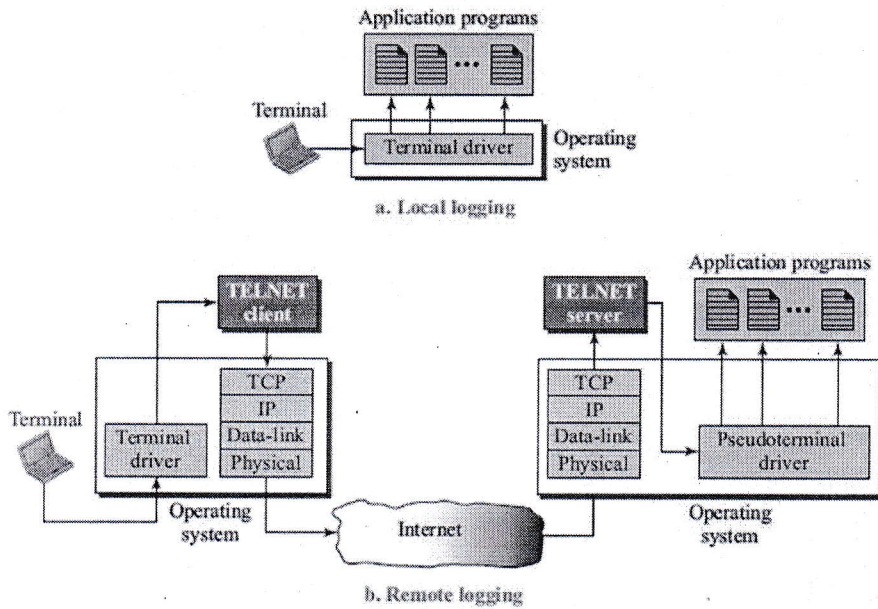 Application programs
Terminal
Terminal driver
Operating
system
a. Local logging
Application programs
TELNET
client
TELNET
server
Terminal
Terminal
driver
TCP
IP
Data-link
Physical
Operating
system
Internet
TCP
IP
Data-link
Physical
Pseudoterminal
driver
Operating
system
b. Remote logging